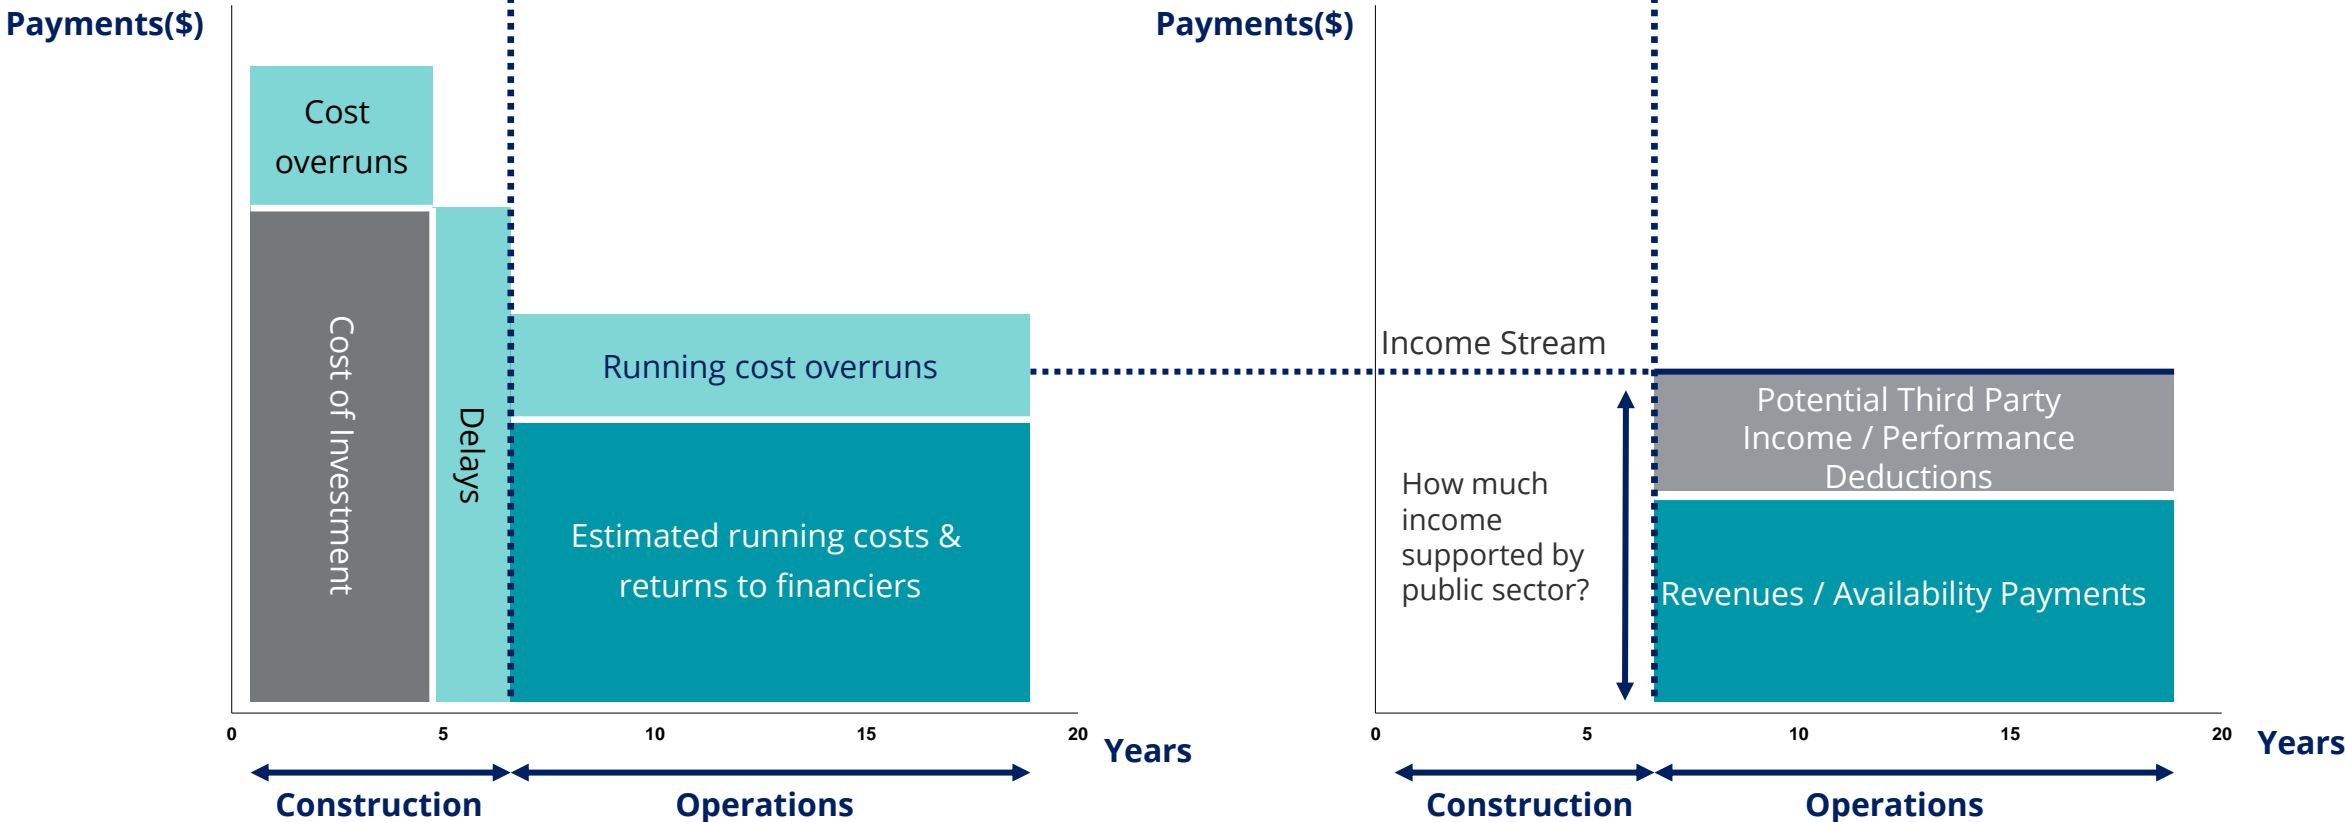 Payments($)
Cost
overruns
Cost of Investment
Delays
Running cost overruns
Estimated running costs &
returns to financiers
0
5
10
15
20
Years
Construction
Operations
Payments($)
Income Stream
How much
income
supported by
public sector?
Potential Third Party
Income / Performance
Deductions
Revenues / Availability Payments
0
5
10
15
20
Years
Construction
Operations